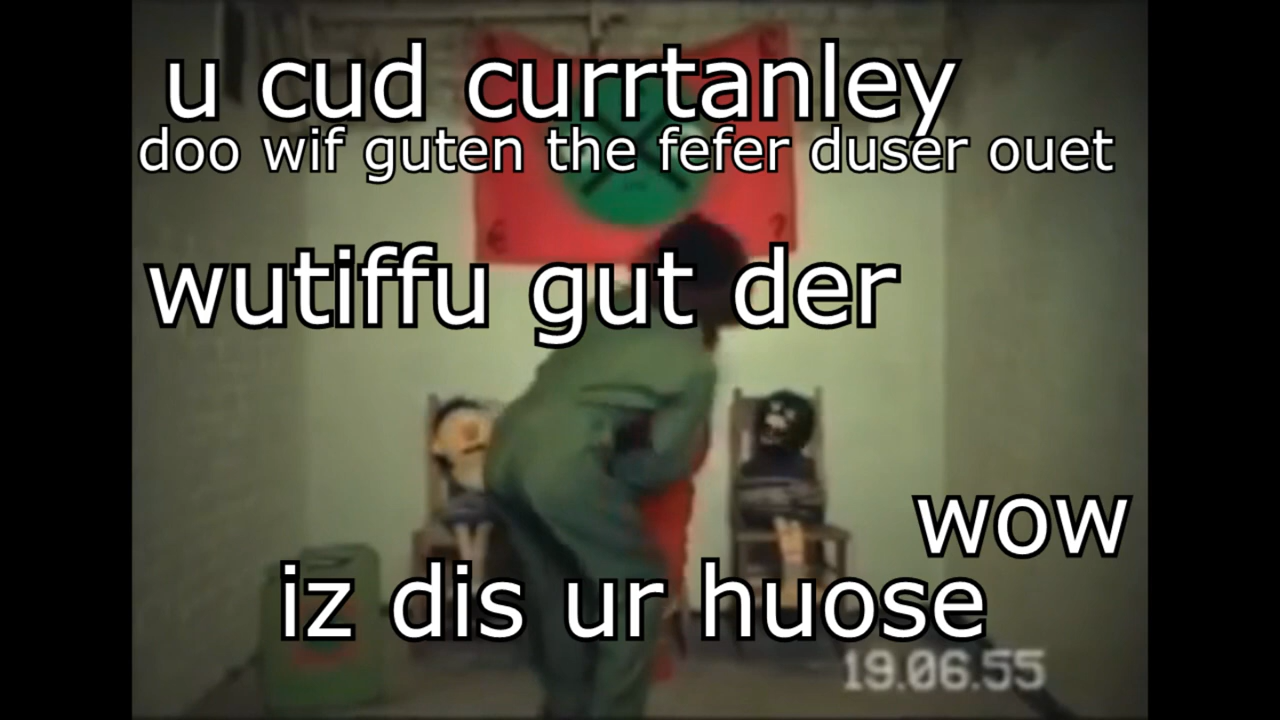 u cud currtanley
doo wif guten the fefer duser ouet
wutiffu gut der
wow
iz dis ur huose
19.06.55